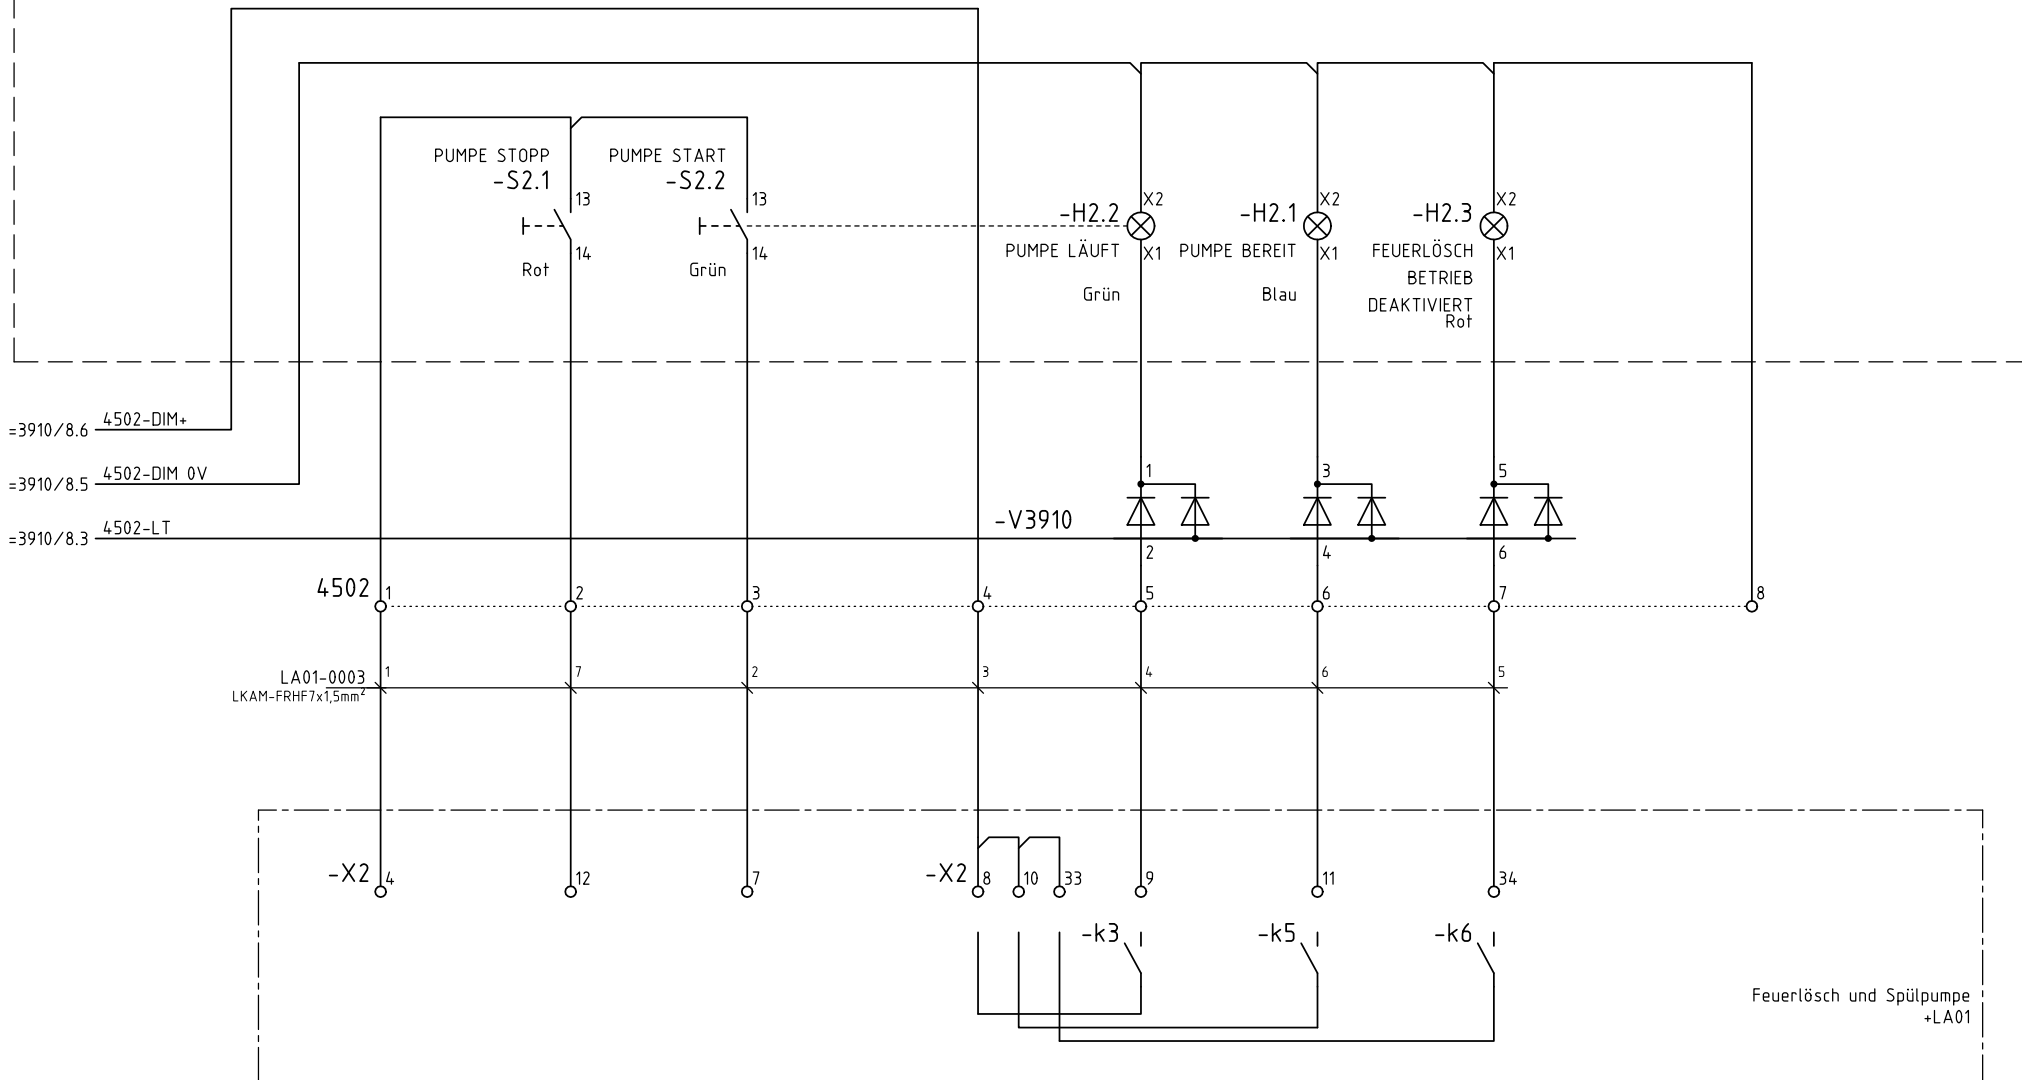 PUMPE STOPP
-S2.1
13
14
Rot
PUMPE START
-S2.2
13
14
Grün
-H2.2
X2
X1
PUMPE LÄUFT
Grün
-H2.1
X2
X1
PUMPE BEREIT
Blau
-H2.3
X2
X1
FEUERLÖSCH
BETRIEB
DEAKTIVIERT
Rot
=3910/8.6 4502-DIM+
=3910/8.5 4502-DIM 0V
=3910/8.3 4502-LT
-V3910
1 3 5
2 4 6
4502 1 2 3 4 5 6 7 8
LA01-0003 1 7 2 3 4 6 5
LKAM-FRHF7x1,5mm²
-X2 4 12 7 -X2 8 10 33 9 11 34
-k3 -k5 -k6
Feuerlösch und Spülpumpe
+LA01